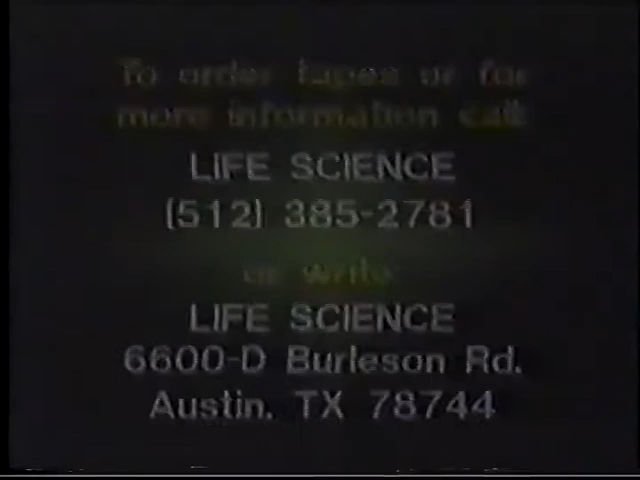 To order tapes or for
more information call:
LIFE SCIENCE
(512) 385-2781
or write:
LIFE SCIENCE
6600-D Burleson Rd.
Austin, TX 78744